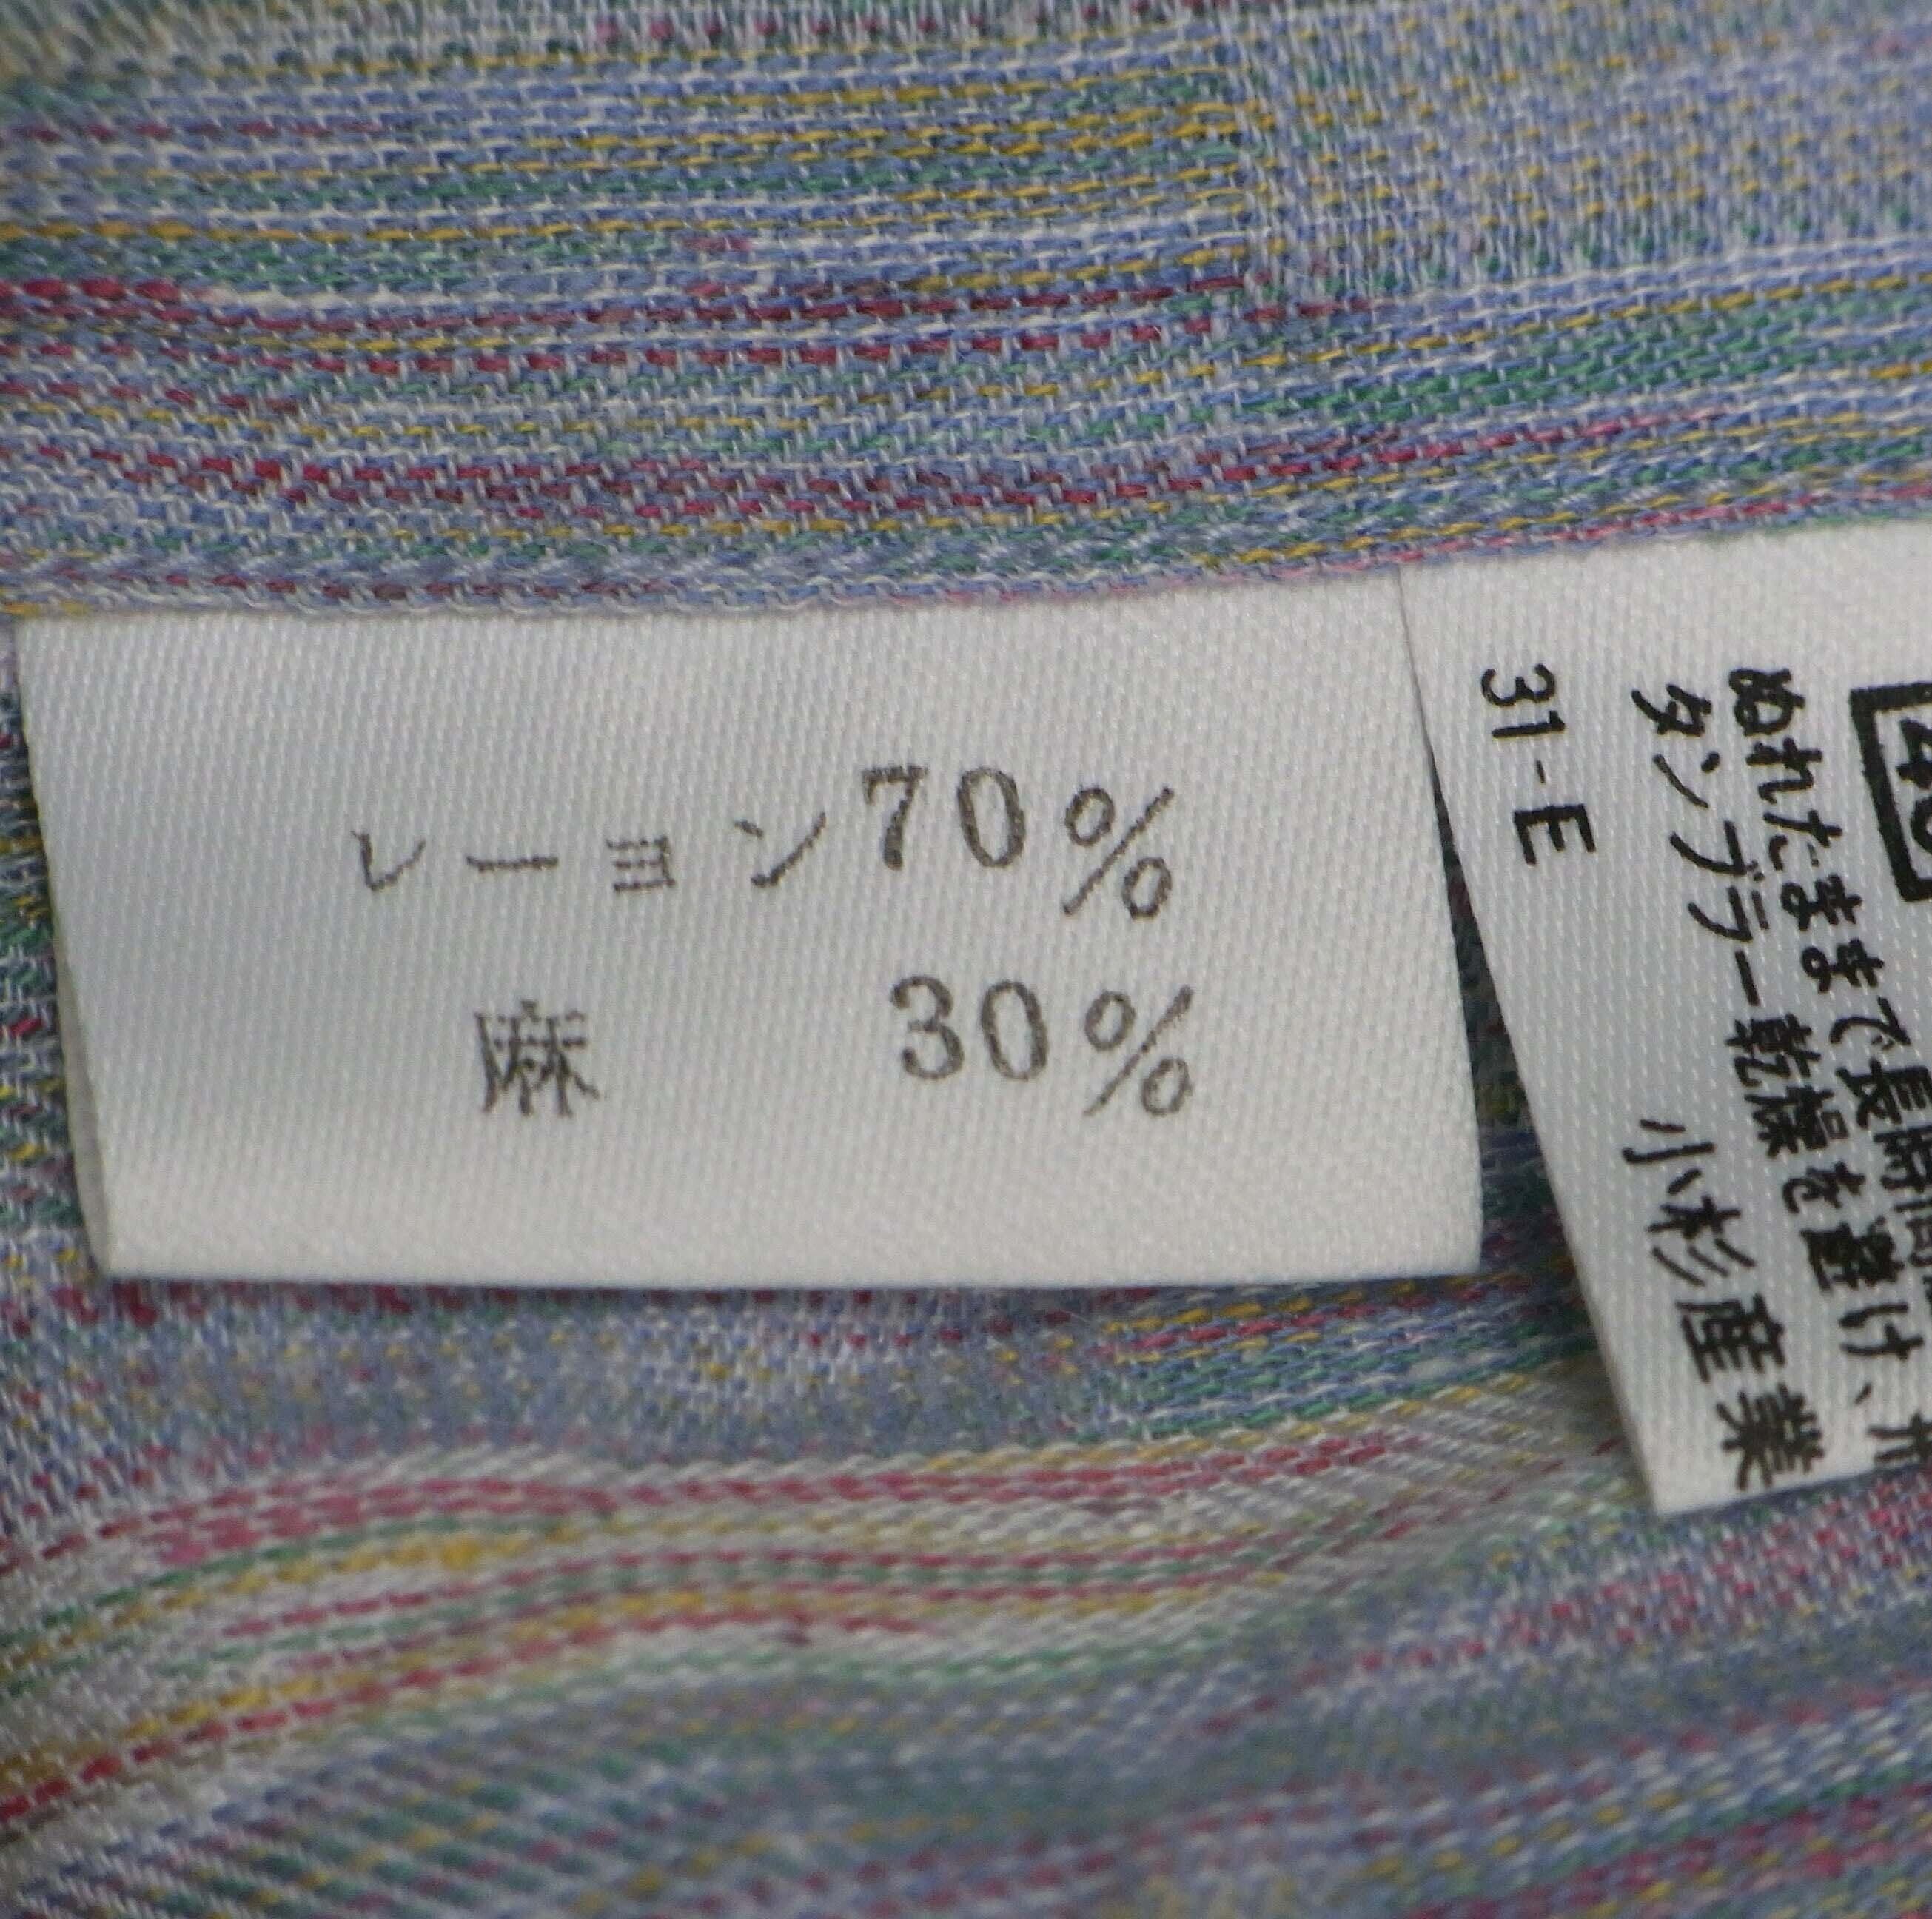 レーヨン70%
麻 30%
ぬれたままで長時間
タンブラー乾燥を避け、
31-E
小杉産業